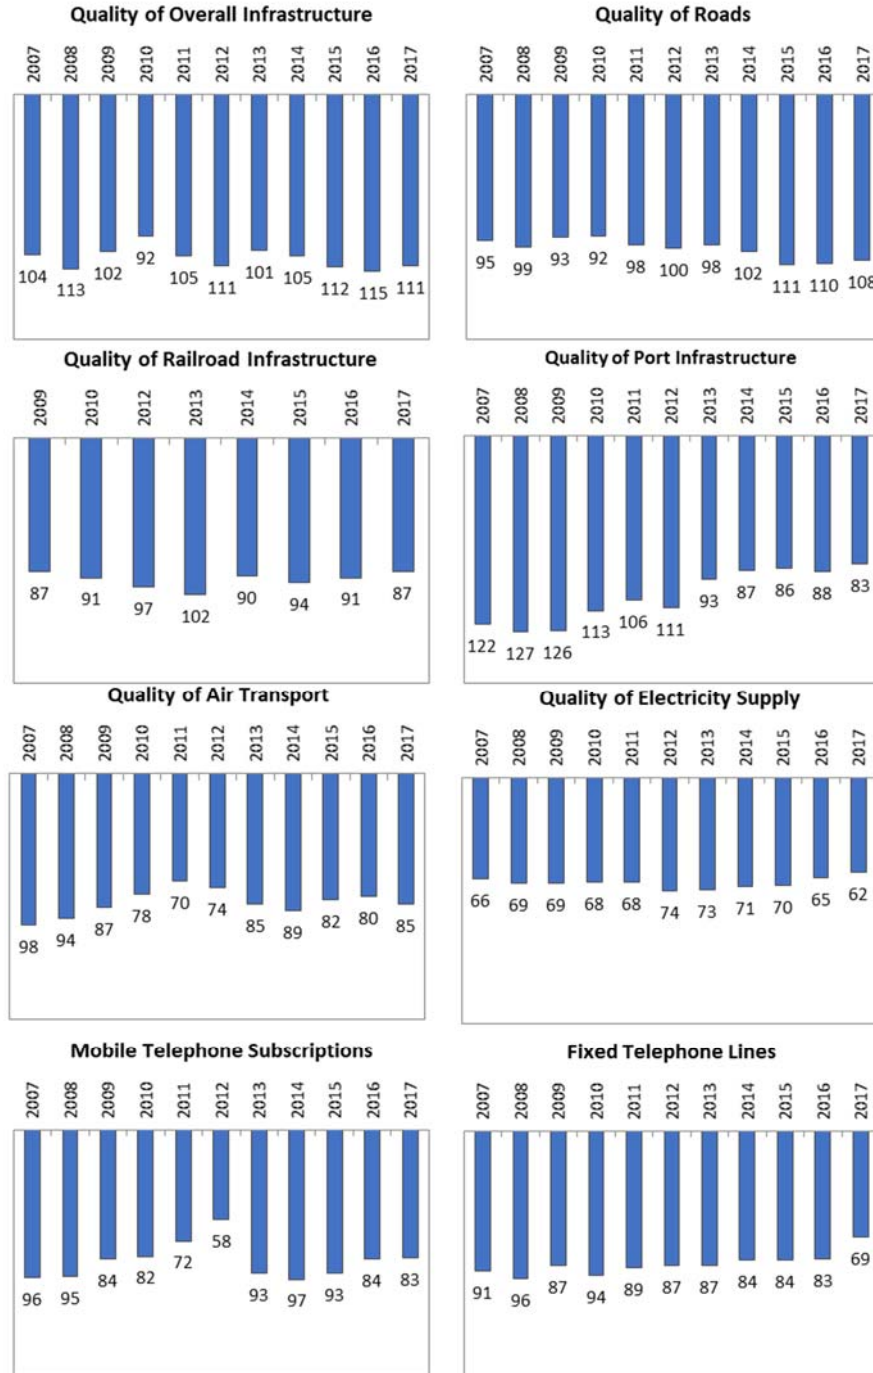 Quality of Overall Infrastructure
2007 2008 2009 2010 2011 2012 2013 2014 2015 2016 2017
104 113 102 92 105 111 101 105 112 115 111
Quality of Roads
2007 2008 2009 2010 2011 2012 2013 2014 2015 2016 2017
95 99 93 92 98 100 98 102 111 110 108
Quality of Railroad Infrastructure
2009 2010 2012 2013 2014 2015 2016 2017
87 91 97 102 90 94 91 87
Quality of Port Infrastructure
2007 2008 2009 2010 2011 2012 2013 2014 2015 2016 2017
122 127 126 113 106 111 93 87 86 88 83
Quality of Air Transport
2007 2008 2009 2010 2011 2012 2013 2014 2015 2016 2017
98 94 87 78 70 74 85 89 82 80 85
Quality of Electricity Supply
2007 2008 2009 2010 2011 2012 2013 2014 2015 2016 2017
66 69 69 68 68 74 73 71 70 65 62
Mobile Telephone Subscriptions
2007 2008 2009 2010 2011 2012 2013 2014 2015 2016 2017
96 95 84 82 72 58 93 97 93 84 83
Fixed Telephone Lines
2007 2008 2009 2010 2011 2012 2013 2014 2015 2016 2017
91 96 87 94 89 87 87 84 84 83 69